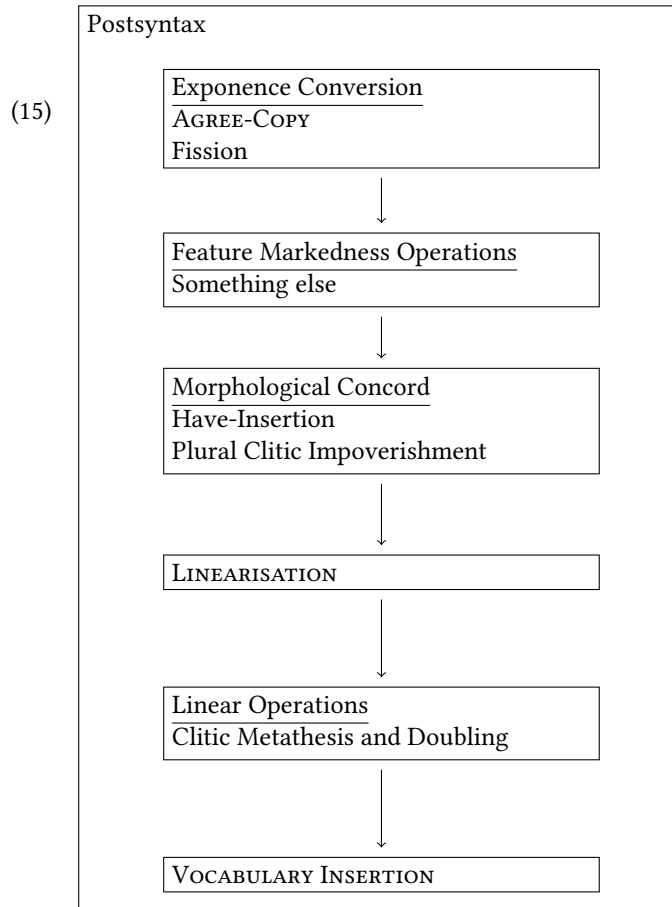 Postsyntax
(15)
Exponence Conversion
AGREE-COPY
Fission
Feature Markedness Operations
Something else
Morphological Concord
Have-Insertion
Plural Clitic Impoverishment
LINEARISATION
Linear Operations
Clitic Metathesis and Doubling
VOCABULARY INSERTION